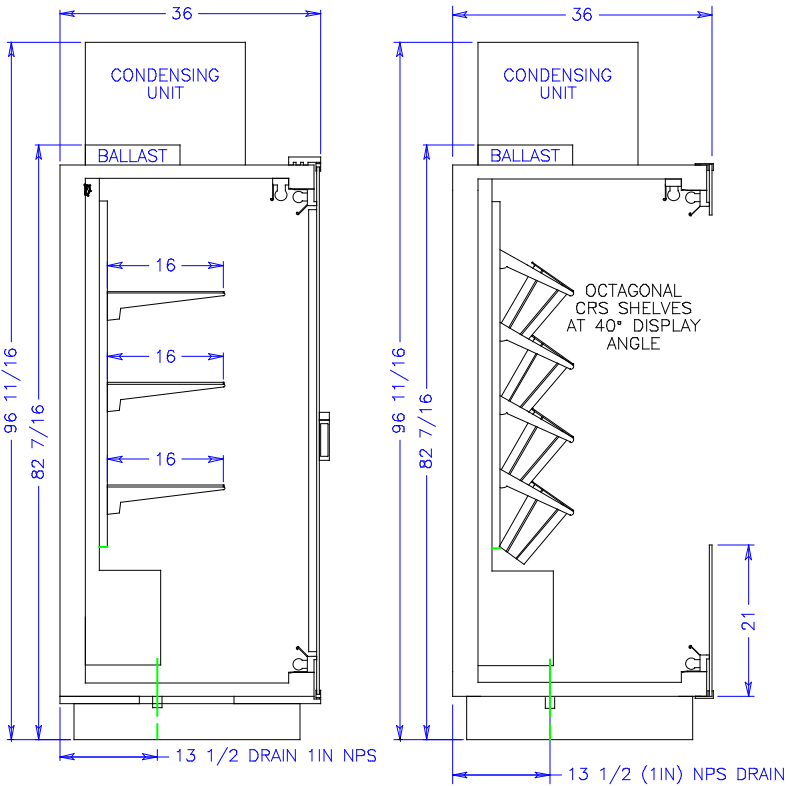 36
CONDENSING
UNIT
BALLAST
16
16
16
96 11/16
82 7/16
13 1/2 DRAIN 1IN NPS
36
CONDENSING
UNIT
BALLAST
OCTAGONAL
CRS SHELVES
AT 40° DISPLAY
ANGLE
96 11/16
82 7/16
21
13 1/2 (1IN) NPS DRAIN